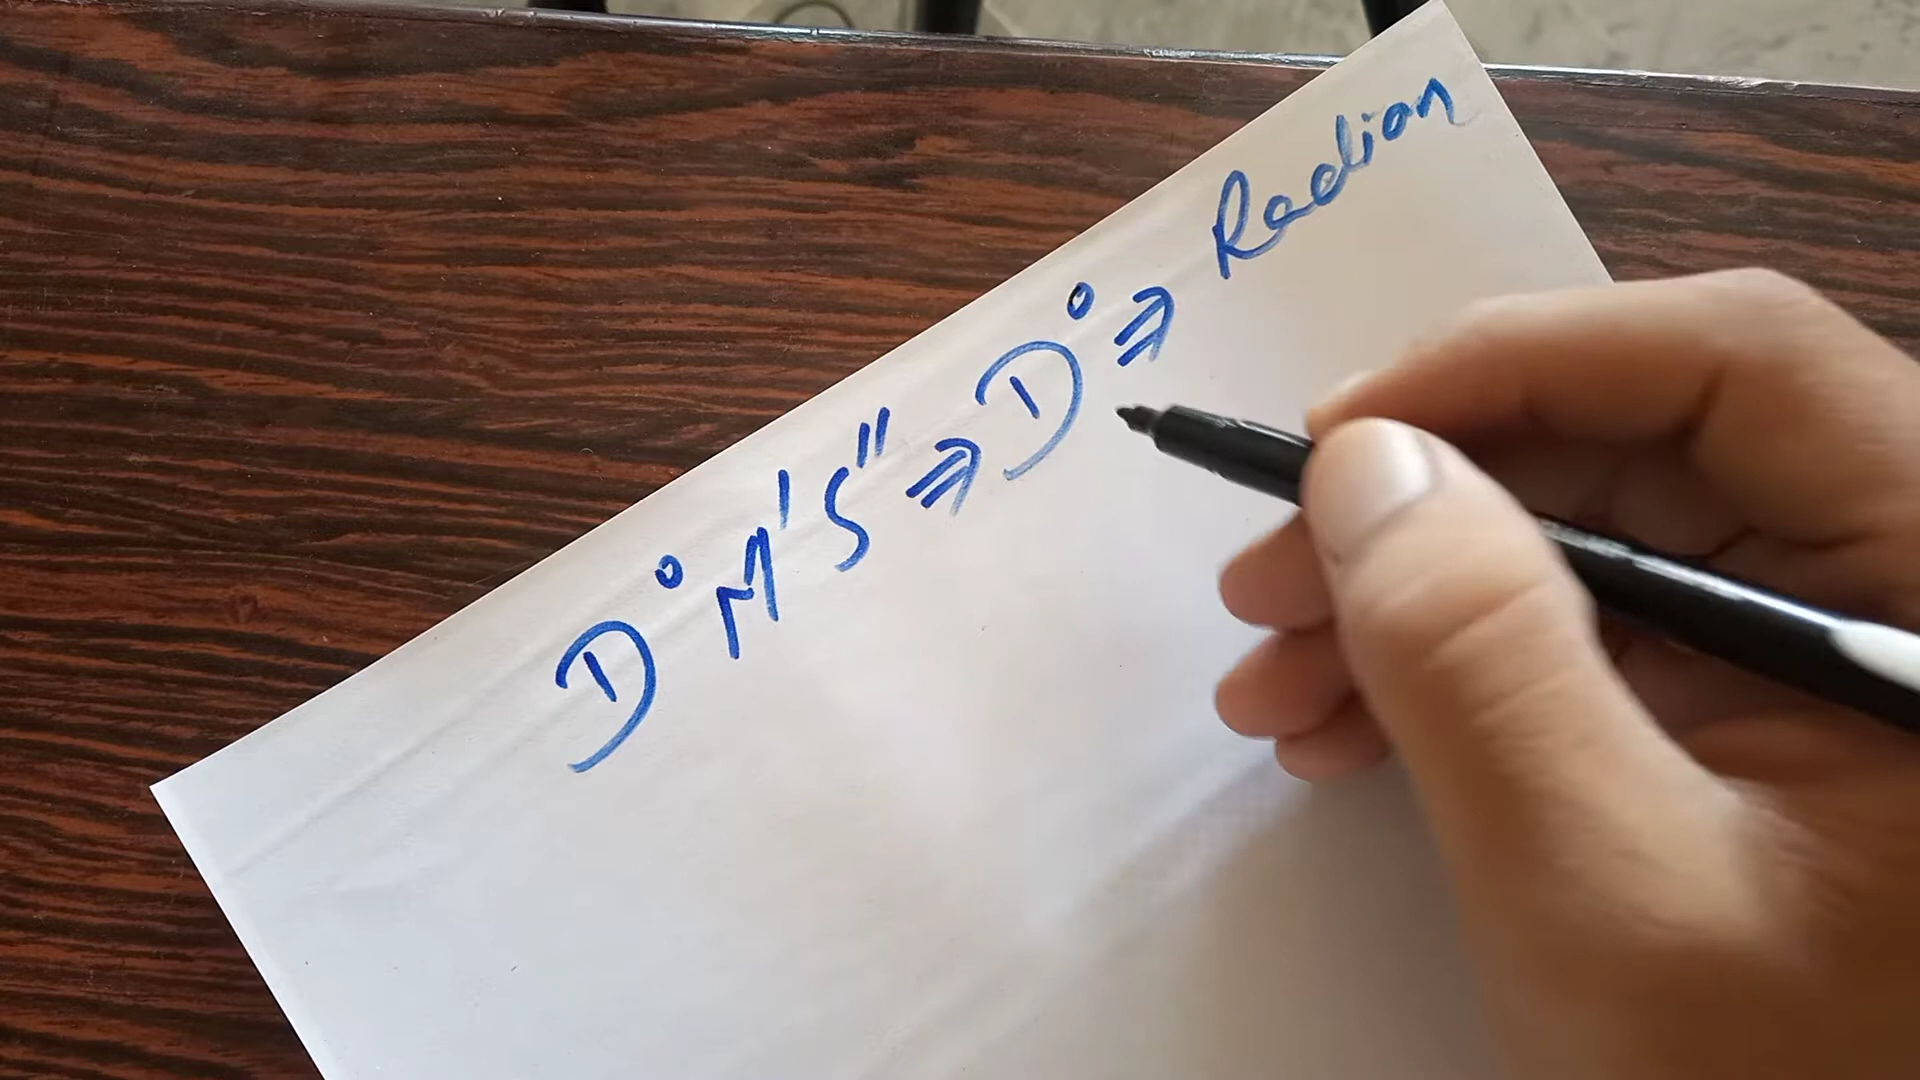 D° M' S" ⇒ D° ⇒ Radian